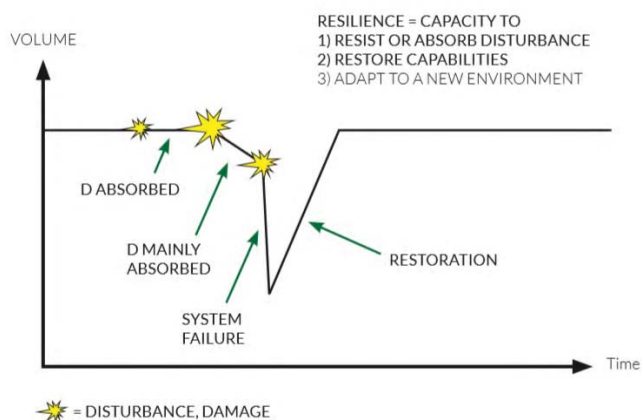 RESILIENCE = CAPACITY TO
1) RESIST OR ABSORB DISTURBANCE
2) RESTORE CAPABILITIES
3) ADAPT TO A NEW ENVIRONMENT
VOLUME
D ABSORBED
D MAINLY
ABSORBED
SYSTEM
FAILURE
RESTORATION
Time
= DISTURBANCE, DAMAGE